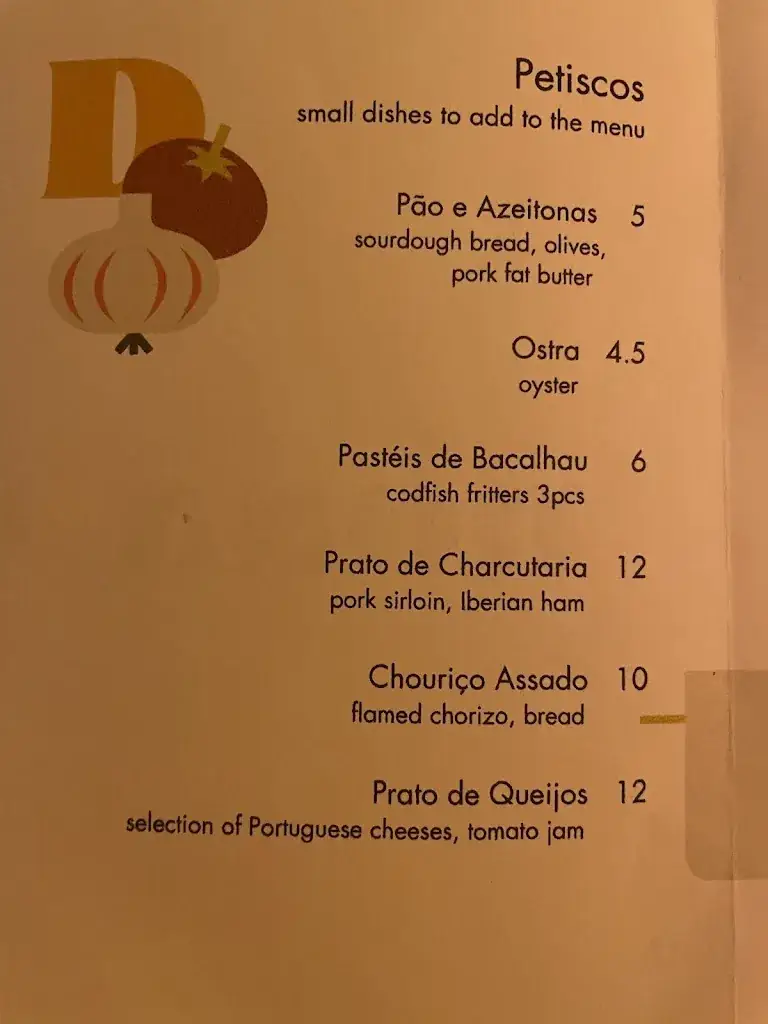 D
Petiscos
small dishes to add to the menu
Pão e Azeitonas 5
sourdough bread, olives,
pork fat butter
Ostra 4.5
oyster
Pastéis de Bacalhau 6
codfish fritters 3pcs
Prato de Charcutaria 12
pork sirloin, Iberian ham
Chouriço Assado 10
flamed chorizo, bread
Prato de Queijos 12
selection of Portuguese cheeses, tomato jam